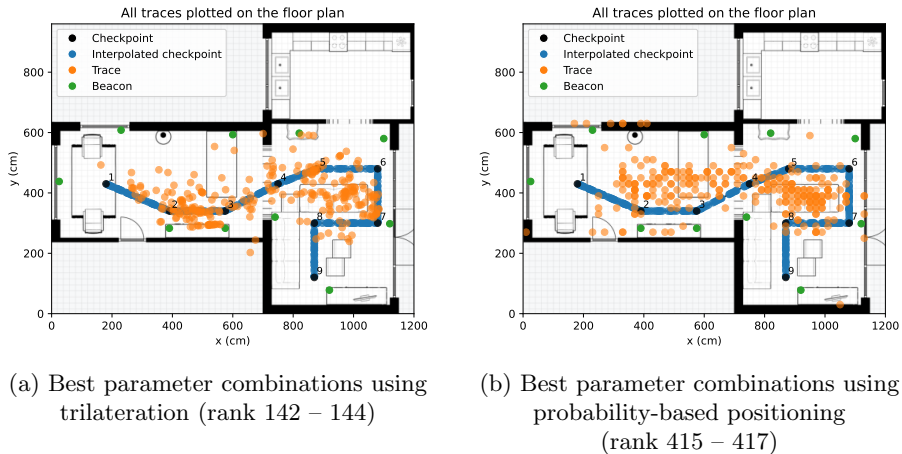 All traces plotted on the floor plan
Checkpoint
Interpolated checkpoint
Trace
Beacon
800
600
400
200
0
y (cm)
1
2
3
4
5
6
7
8
9
0 200 400 600 800 1000 1200
x (cm)
(a) Best parameter combinations using
trilateration (rank 142 – 144)
All traces plotted on the floor plan
Checkpoint
Interpolated checkpoint
Trace
Beacon
800
600
400
200
0
y (cm)
1
2
3
4
5
6
7
8
9
0 200 400 600 800 1000 1200
x (cm)
(b) Best parameter combinations using
probability-based positioning
(rank 415 – 417)